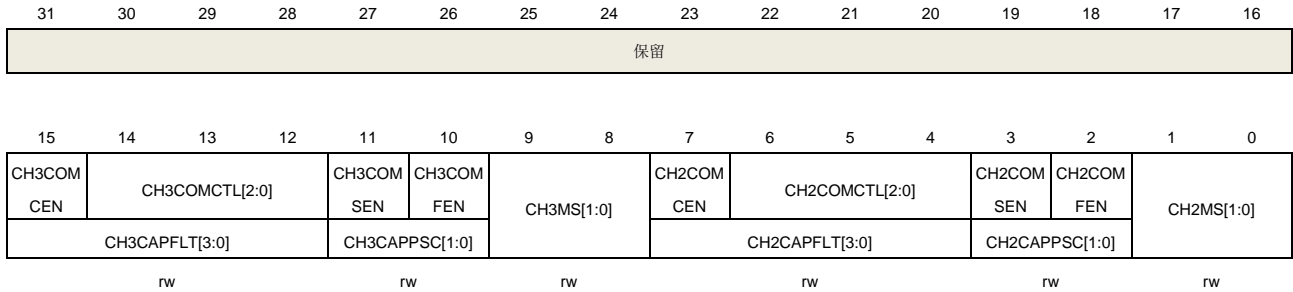 31 30 29 28 27 26 25 24 23 22 21 20 19 18 17 16
保留
15 14 13 12 11 10 9 8 7 6 5 4 3 2 1 0
CH3COM CEN CH3COMCTL[2:0] CH3COM SEN CH3COM FEN CH3MS[1:0] CH2COM CEN CH2COMCTL[2:0] CH2COM SEN CH2COM FEN CH2MS[1:0]
CH3CAPFLT[3:0] CH3CAPPSC[1:0] CH2CAPFLT[3:0] CH2CAPPSC[1:0]
rw rw rw rw rw rw